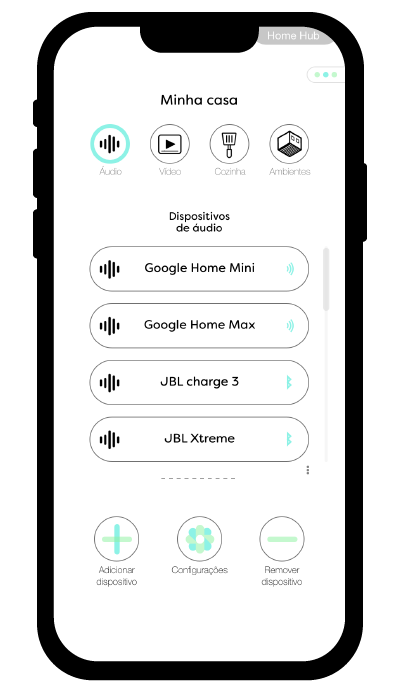 Home Hub
Minha casa
Áudio
Vídeo
Cozinha
Ambientes
Dispositivos
de áudio
Google Home Mini
Google Home Max
JBL charge 3
JBL Xtreme
Adicionar
dispositivo
Configurações
Remover
dispositivo